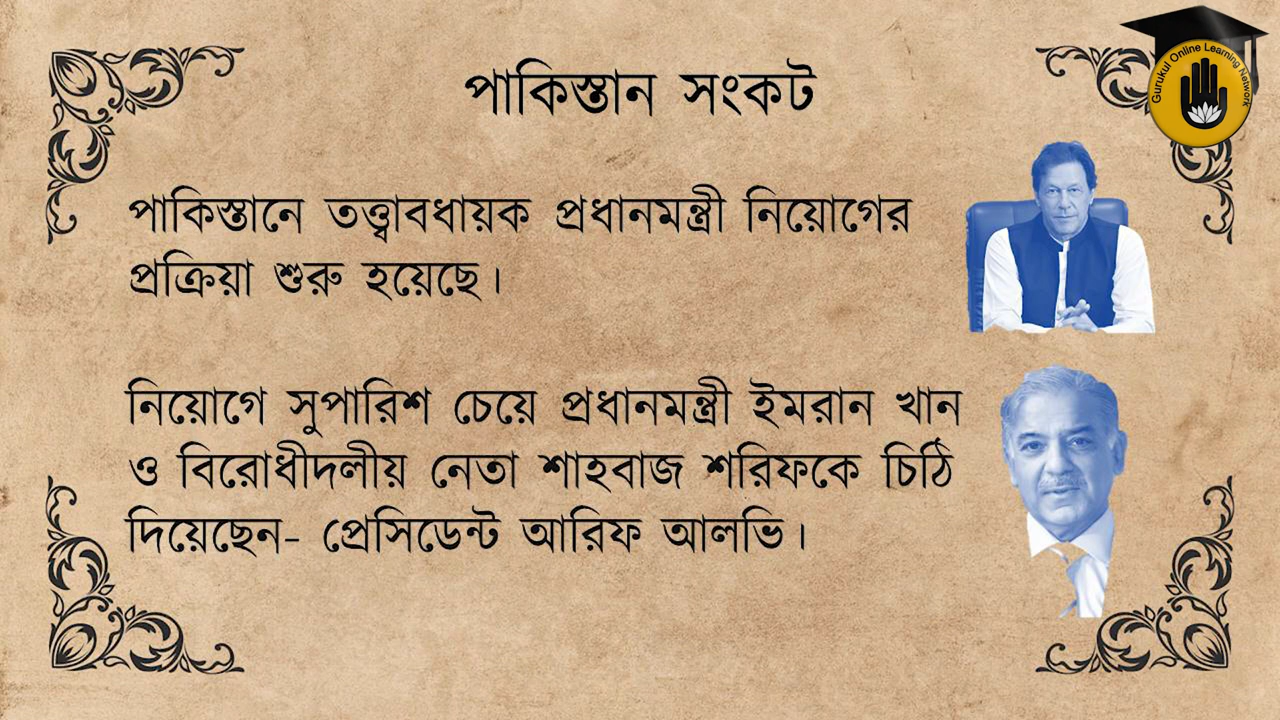 পাকিস্তান সংকট
Gurukul Online Learning Network
পাকিস্তানে তত্ত্বাবধায়ক প্রধানমন্ত্রী নিয়োগের
প্রক্রিয়া শুরু হয়েছে।
নিয়োগে সুপারিশ চেয়ে প্রধানমন্ত্রী ইমরান খান
ও বিরোধীদলীয় নেতা শাহবাজ শরিফকে চিঠি
দিয়েছেন- প্রেসিডেন্ট আরিফ আলভি।